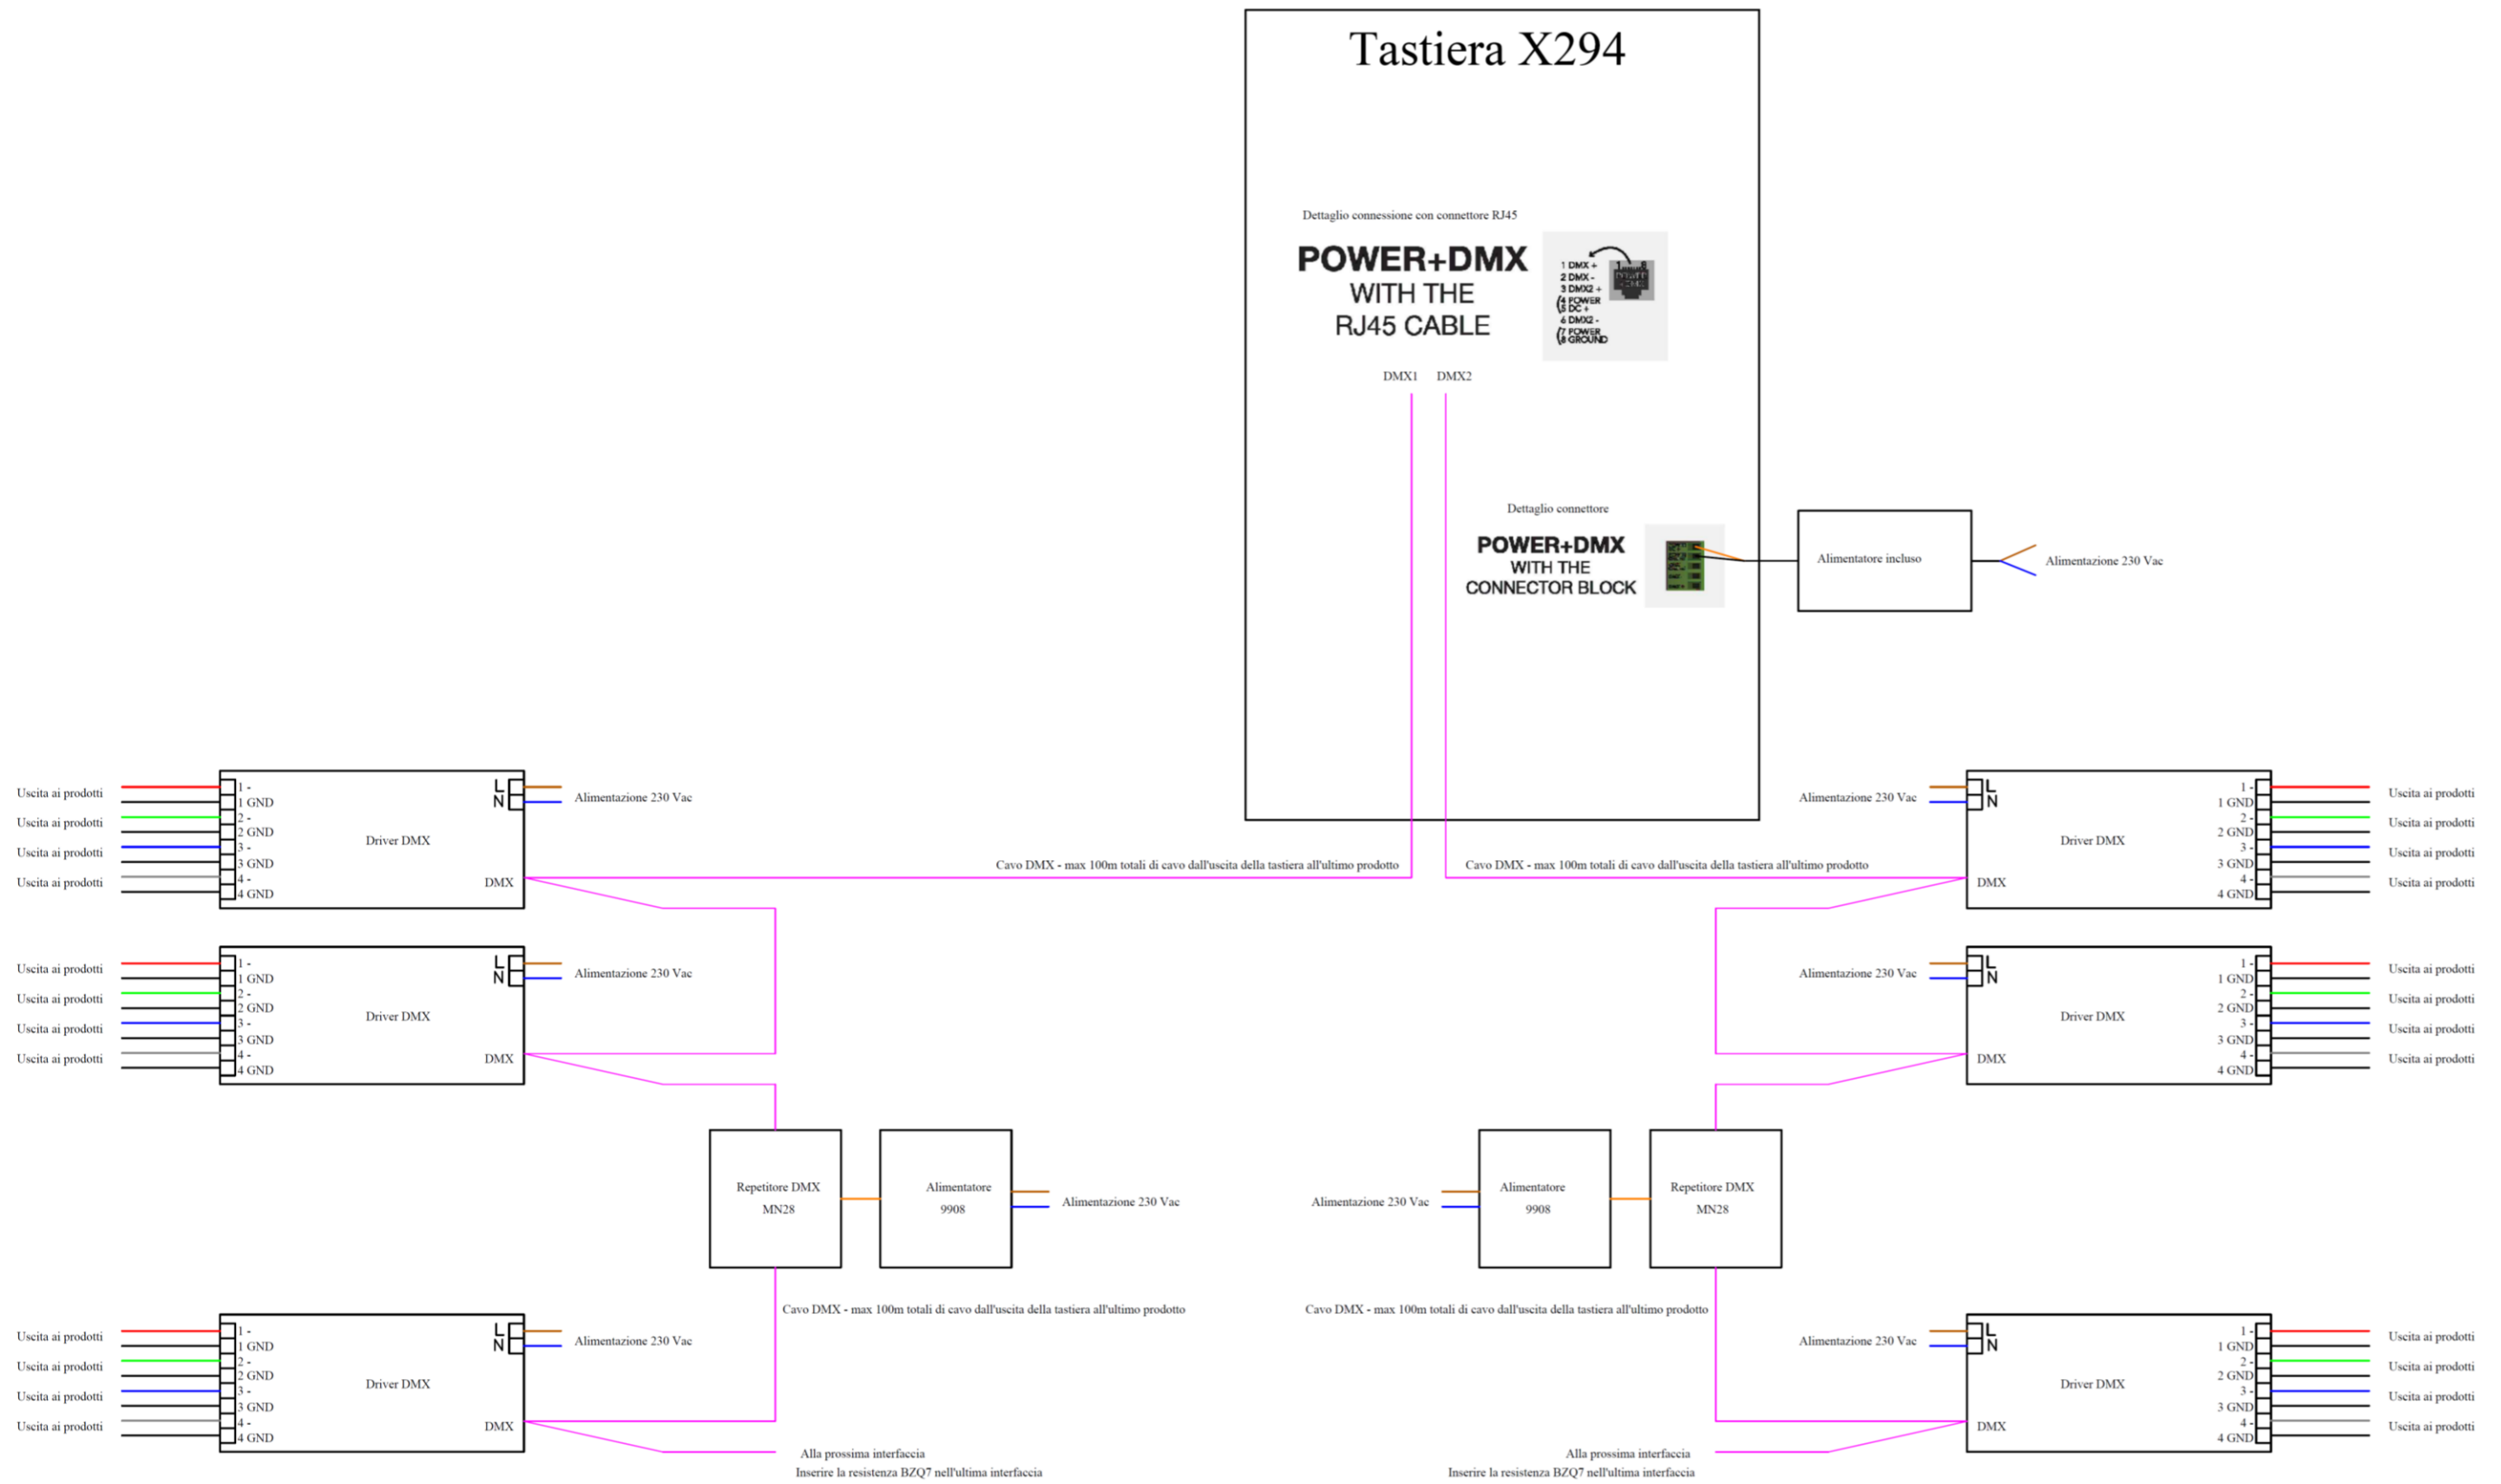 Tastiera X294
Dettaglio connessione con connettore RJ45
POWER+DMX
WITH THE
RJ45 CABLE
1 8
1 DMX +
2 DMX -
3 DMX2 +
4 POWER
5 DC +
6 DMX2 -
7 POWER
8 GROUND
DMX1 DMX2
Dettaglio connettore
POWER+DMX
WITH THE
CONNECTOR BLOCK
Alimentatore incluso
Alimentazione 230 Vac
Cavo DMX - max 100m totali di cavo dall'uscita della tastiera all'ultimo prodotto
Cavo DMX - max 100m totali di cavo dall'uscita della tastiera all'ultimo prodotto
Uscita ai prodotti
Uscita ai prodotti
Uscita ai prodotti
Uscita ai prodotti
1 -
1 GND
2 -
2 GND
3 -
3 GND
4 -
4 GND
Driver DMX
L
N
DMX
Alimentazione 230 Vac
Alimentazione 230 Vac
L
N
DMX
Driver DMX
1 -
1 GND
2 -
2 GND
3 -
3 GND
4 -
4 GND
Uscita ai prodotti
Uscita ai prodotti
Uscita ai prodotti
Uscita ai prodotti
Uscita ai prodotti
Uscita ai prodotti
Uscita ai prodotti
Uscita ai prodotti
1 -
1 GND
2 -
2 GND
3 -
3 GND
4 -
4 GND
Driver DMX
L
N
DMX
Alimentazione 230 Vac
Alimentazione 230 Vac
L
N
DMX
Driver DMX
1 -
1 GND
2 -
2 GND
3 -
3 GND
4 -
4 GND
Uscita ai prodotti
Uscita ai prodotti
Uscita ai prodotti
Uscita ai prodotti
Repetitore DMX
MN28
Alimentatore
9908
Alimentazione 230 Vac
Alimentazione 230 Vac
Alimentatore
9908
Repetitore DMX
MN28
Cavo DMX - max 100m totali di cavo dall'uscita della tastiera all'ultimo prodotto
Cavo DMX - max 100m totali di cavo dall'uscita della tastiera all'ultimo prodotto
Uscita ai prodotti
Uscita ai prodotti
Uscita ai prodotti
Uscita ai prodotti
1 -
1 GND
2 -
2 GND
3 -
3 GND
4 -
4 GND
Driver DMX
L
N
DMX
Alimentazione 230 Vac
Alimentazione 230 Vac
L
N
DMX
Driver DMX
1 -
1 GND
2 -
2 GND
3 -
3 GND
4 -
4 GND
Uscita ai prodotti
Uscita ai prodotti
Uscita ai prodotti
Uscita ai prodotti
Alla prossima interfaccia
Inserire la resistenza BZQ7 nell'ultima interfaccia
Alla prossima interfaccia
Inserire la resistenza BZQ7 nell'ultima interfaccia